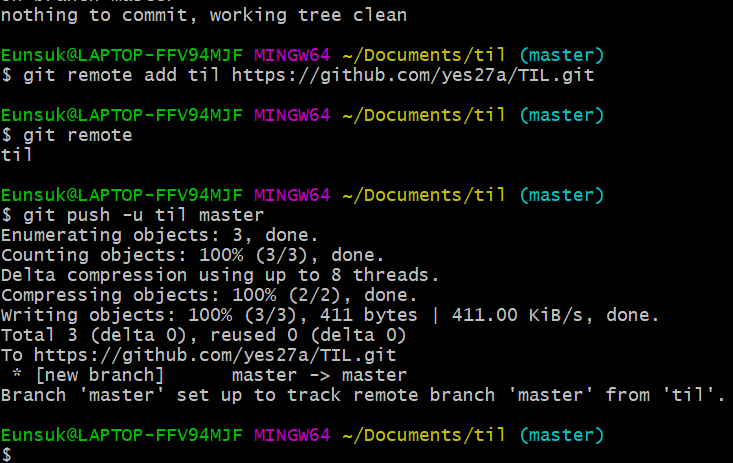 nothing to commit, working tree clean
Eunsuk@LAPTOP-FFV94MJF MINGW64 ~/Documents/til (master)
$ git remote add til https://github.com/yes27a/TIL.git
Eunsuk@LAPTOP-FFV94MJF MINGW64 ~/Documents/til (master)
$ git remote
til
Eunsuk@LAPTOP-FFV94MJF MINGW64 ~/Documents/til (master)
$ git push -u til master
Enumerating objects: 3, done.
Counting objects: 100% (3/3), done.
Delta compression using up to 8 threads.
Compressing objects: 100% (2/2), done.
Writing objects: 100% (3/3), 411 bytes | 411.00 KiB/s, done.
Total 3 (delta 0), reused 0 (delta 0)
To https://github.com/yes27a/TIL.git
 * [new branch]      master -> master
Branch 'master' set up to track remote branch 'master' from 'til'.
Eunsuk@LAPTOP-FFV94MJF MINGW64 ~/Documents/til (master)
$